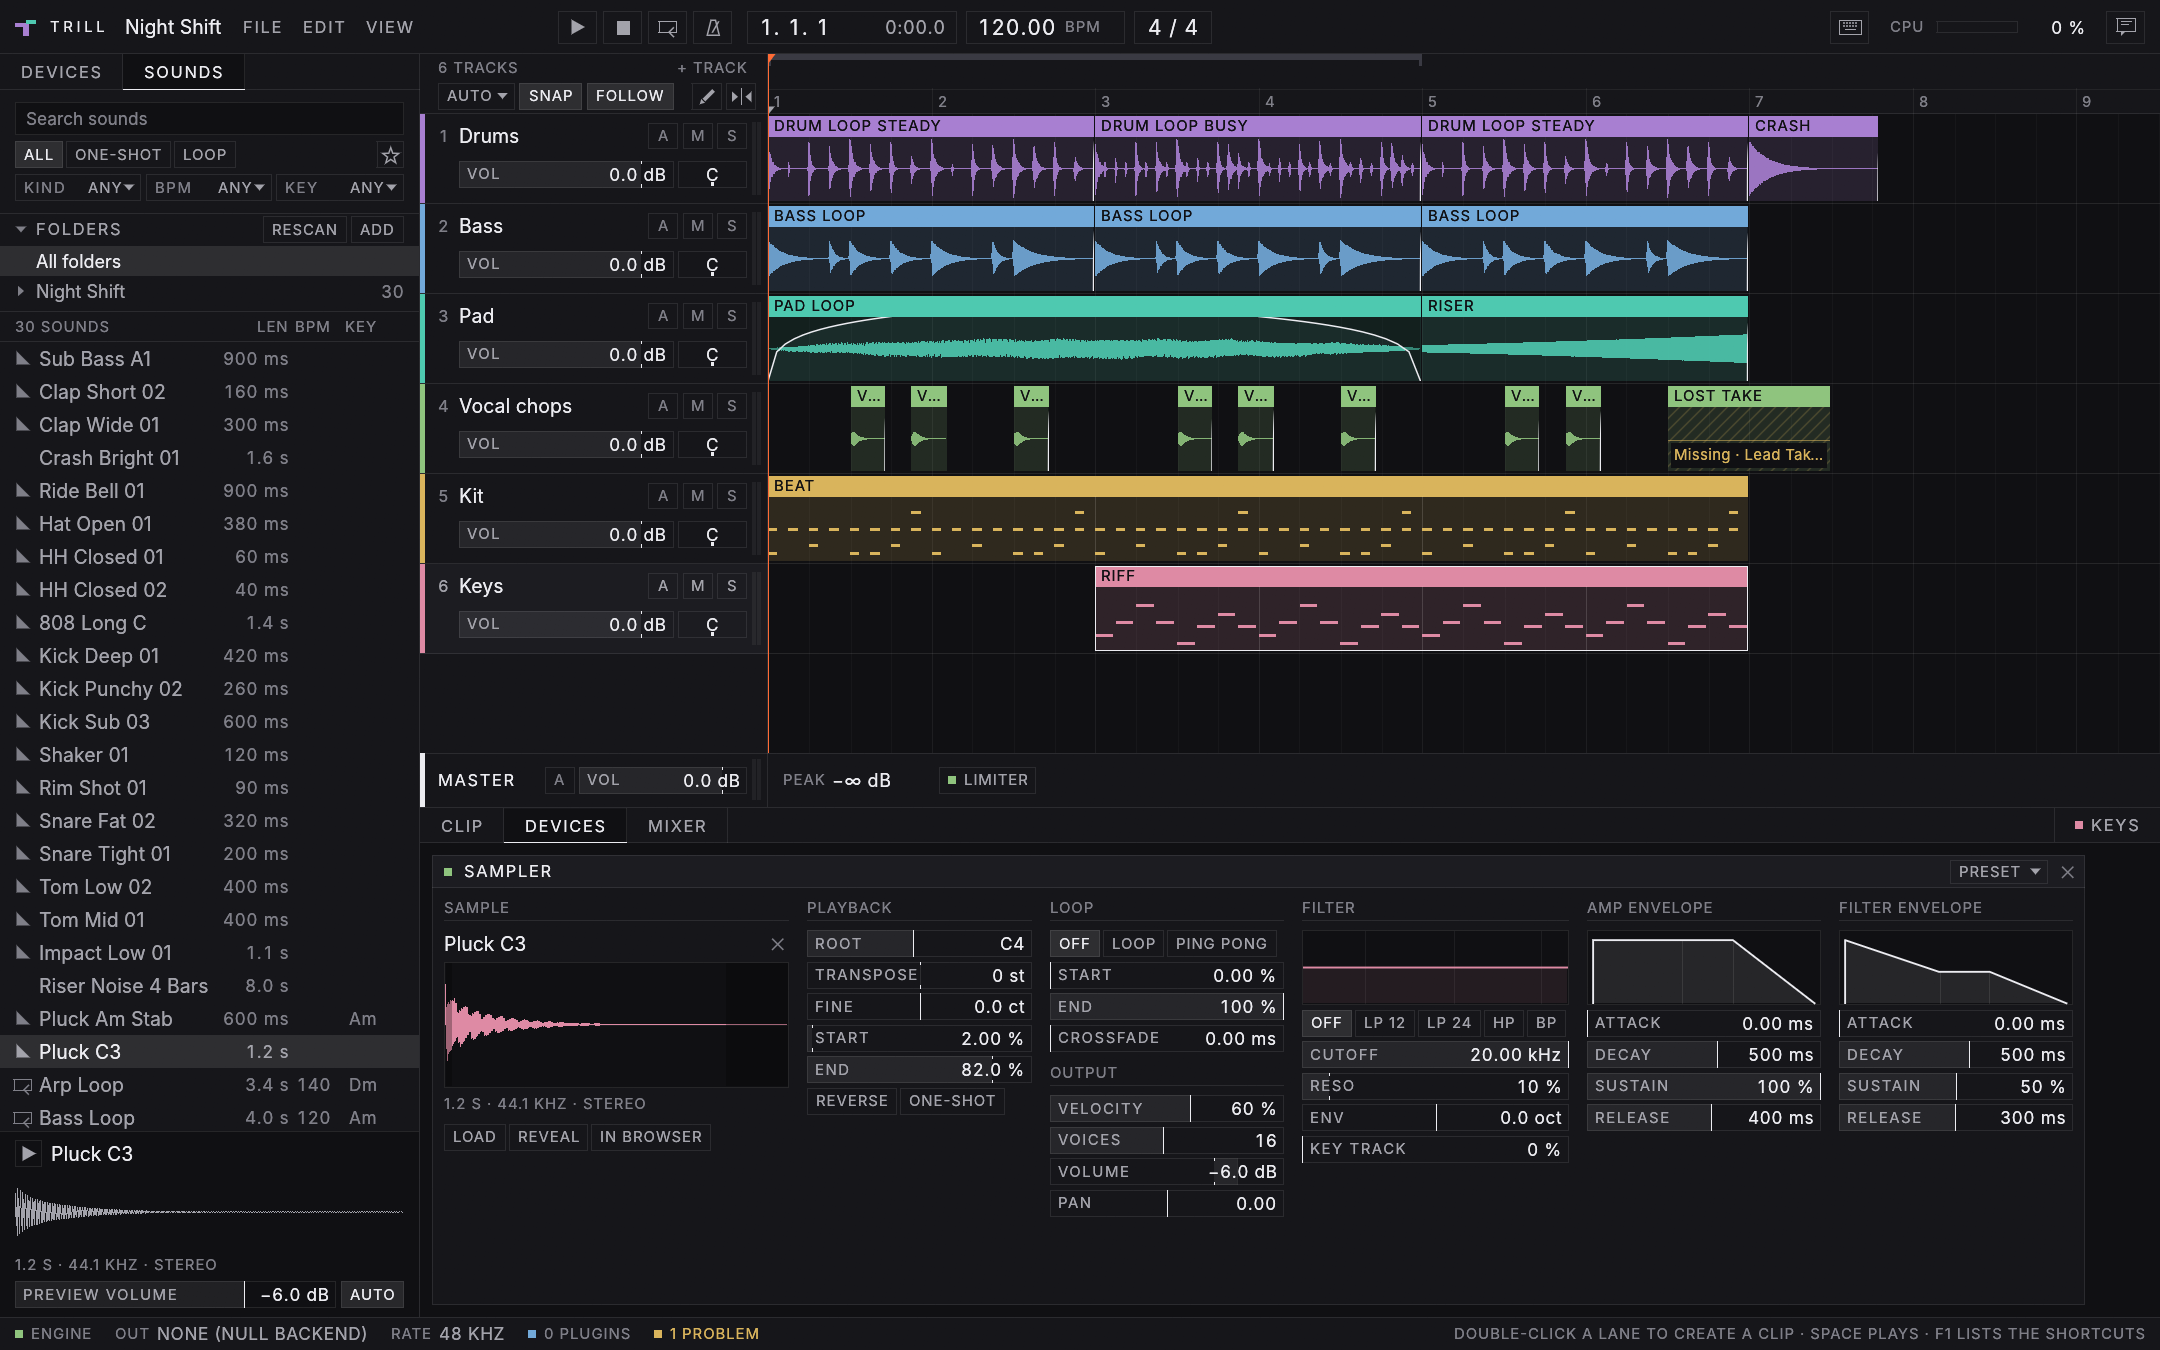 TRILL Night Shift FILE EDIT VIEW
1. 1. 1 0:00.0 120.00 BPM 4 / 4
CPU 0 %
DEVICES SOUNDS
Search sounds
ALL ONE-SHOT LOOP
KIND ANY BPM ANY KEY ANY
FOLDERS RESCAN ADD
All folders
Night Shift 30
30 SOUNDS LEN BPM KEY
Sub Bass A1 900 ms
Clap Short 02 160 ms
Clap Wide 01 300 ms
Crash Bright 01 1.6 s
Ride Bell 01 900 ms
Hat Open 01 380 ms
HH Closed 01 60 ms
HH Closed 02 40 ms
808 Long C 1.4 s
Kick Deep 01 420 ms
Kick Punchy 02 260 ms
Kick Sub 03 600 ms
Shaker 01 120 ms
Rim Shot 01 90 ms
Snare Fat 02 320 ms
Snare Tight 01 200 ms
Tom Low 02 400 ms
Tom Mid 01 400 ms
Impact Low 01 1.1 s
Riser Noise 4 Bars 8.0 s
Pluck Am Stab 600 ms Am
Pluck C3 1.2 s
Arp Loop 3.4 s 140 Dm
Bass Loop 4.0 s 120 Am
Pluck C3
1.2 S · 44.1 KHZ · STEREO
PREVIEW VOLUME −6.0 dB AUTO
6 TRACKS + TRACK
AUTO SNAP FOLLOW
1 2 3 4 5 6 7 8 9
1 Drums A M S
VOL 0.0 dB C
DRUM LOOP STEADY DRUM LOOP BUSY DRUM LOOP STEADY CRASH
2 Bass A M S
VOL 0.0 dB C
BASS LOOP BASS LOOP BASS LOOP
3 Pad A M S
VOL 0.0 dB C
PAD LOOP RISER
4 Vocal chops A M S
VOL 0.0 dB C
V... V... V... V... V... V... V... V... LOST TAKE
Missing · Lead Tak...
5 Kit A M S
VOL 0.0 dB C
BEAT
6 Keys A M S
VOL 0.0 dB C
RIFF
MASTER A VOL 0.0 dB PEAK −∞ dB LIMITER
CLIP DEVICES MIXER KEYS
SAMPLER PRESET
SAMPLE
Pluck C3
1.2 S · 44.1 KHZ · STEREO
LOAD REVEAL IN BROWSER
PLAYBACK
ROOT C4
TRANSPOSE 0 st
FINE 0.0 ct
START 2.00 %
END 82.0 %
REVERSE ONE-SHOT
LOOP
OFF LOOP PING PONG
START 0.00 %
END 100 %
CROSSFADE 0.00 ms
OUTPUT
VELOCITY 60 %
VOICES 16
VOLUME −6.0 dB
PAN 0.00
FILTER
OFF LP 12 LP 24 HP BP
CUTOFF 20.00 kHz
RESO 10 %
ENV 0.0 oct
KEY TRACK 0 %
AMP ENVELOPE
ATTACK 0.00 ms
DECAY 500 ms
SUSTAIN 100 %
RELEASE 400 ms
FILTER ENVELOPE
ATTACK 0.00 ms
DECAY 500 ms
SUSTAIN 50 %
RELEASE 300 ms
ENGINE OUT NONE (NULL BACKEND) RATE 48 KHZ 0 PLUGINS 1 PROBLEM
DOUBLE-CLICK A LANE TO CREATE A CLIP · SPACE PLAYS · F1 LISTS THE SHORTCUTS